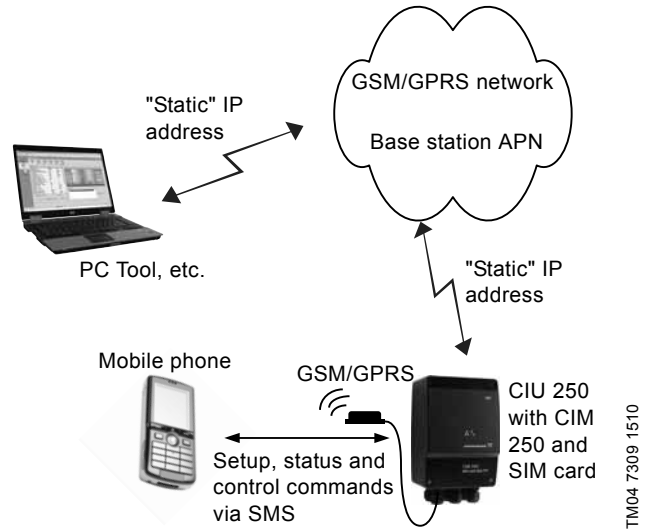 GSM/GPRS network
Base station APN
"Static" IP
address
PC Tool, etc.
"Static" IP
address
Mobile phone
GSM/GPRS
Setup, status and
control commands
via SMS
CIU 250
with CIM
250 and
SIM card
TM04 7309 1510